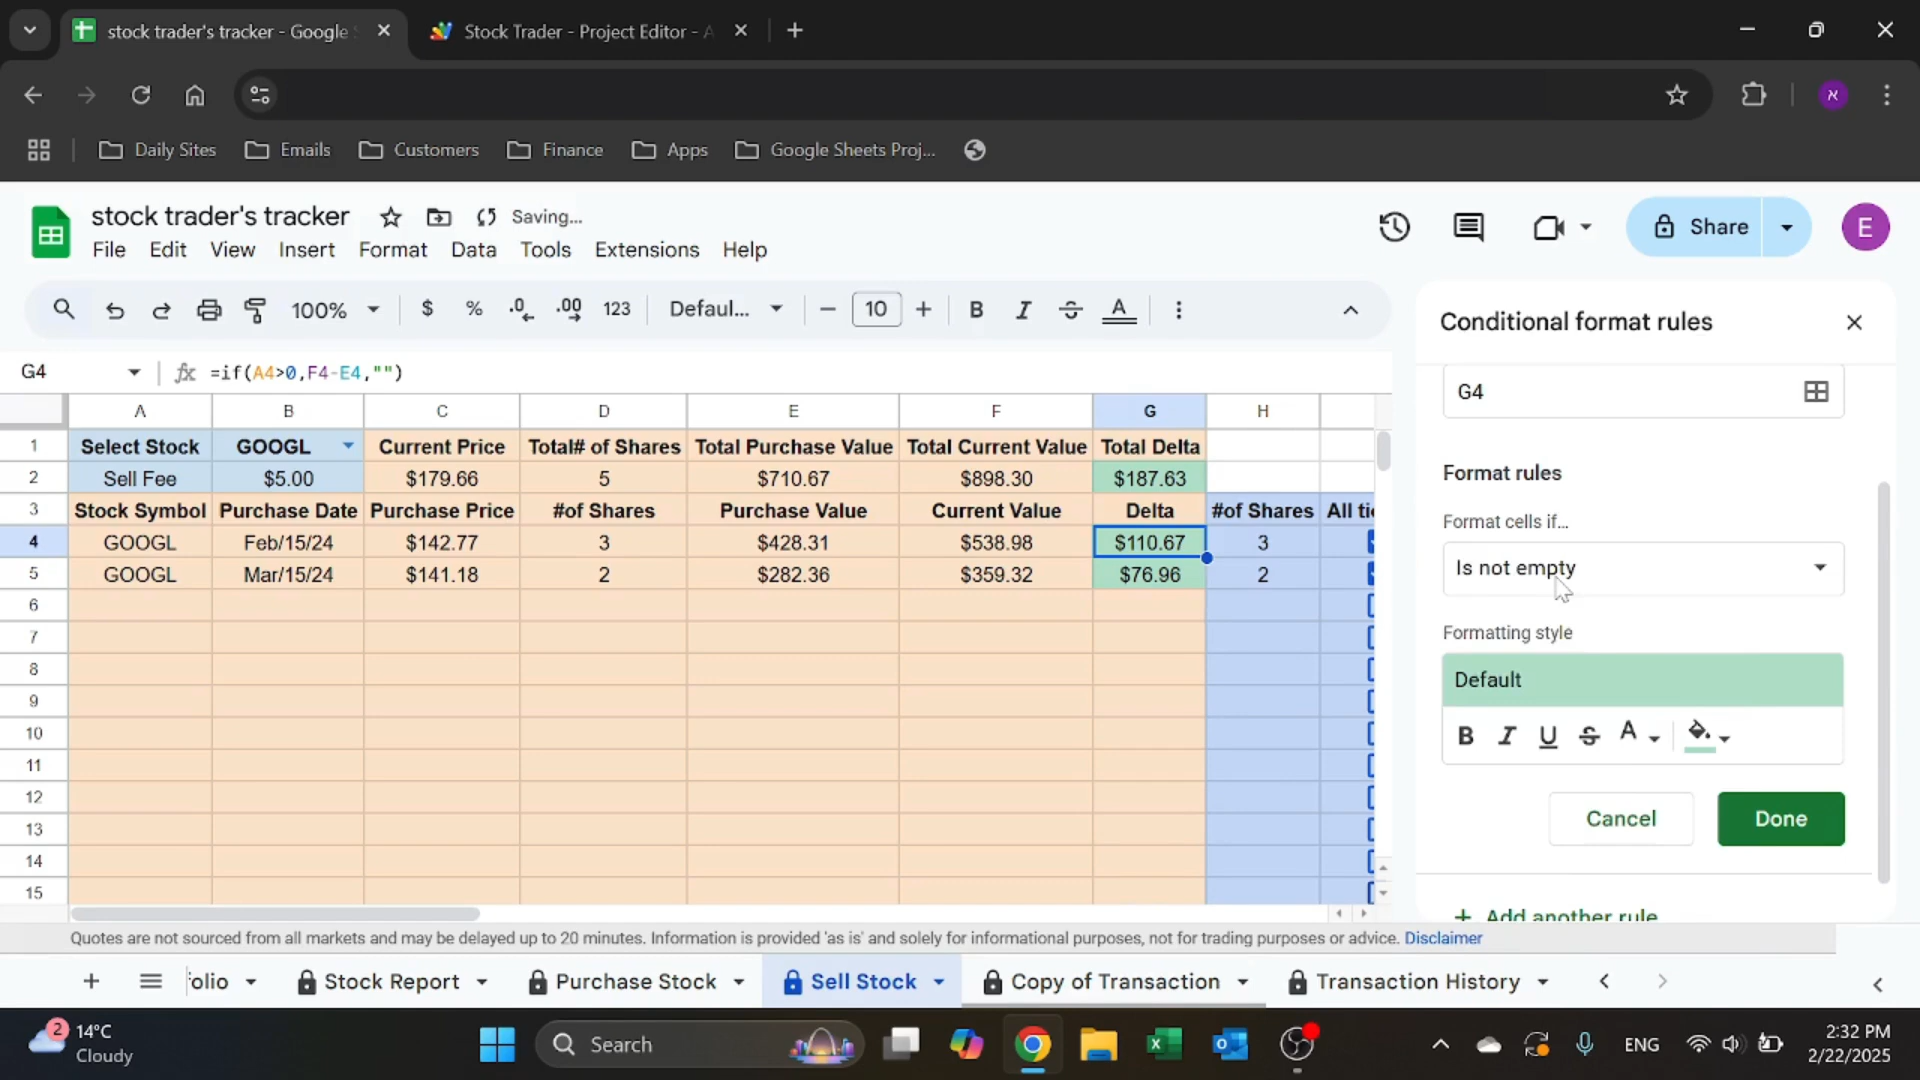 stock trader's tracker - Google
Stock Trader - Project Editor - A
Daily Sites
Emails
Customers
Finance
Apps
Google Sheets Proj...
א
stock trader's tracker
Saving...
File Edit View Insert Format Data Tools Extensions Help
Share
E
100%
$ % .0 .00 123 Defaul... 10 B I S A
G4
fx =if(A4>0,F4-E4,"")
A B C D E F G H
1 Select Stock GOOGL Current Price Total# of Shares Total Purchase Value Total Current Value Total Delta
2 Sell Fee $5.00 $179.66 5 $710.67 $898.30 $187.63
3 Stock Symbol Purchase Date Purchase Price #of Shares Purchase Value Current Value Delta #of Shares All
4 GOOGL Feb/15/24 $142.77 3 $428.31 $538.98 $110.67 3
5 GOOGL Mar/15/24 $141.18 2 $282.36 $359.32 $76.96 2
6
7
8
9
10
11
12
13
14
15
Conditional format rules
G4
Format rules
Format cells if...
Is not empty
Formatting style
Default
B I U S A
Cancel
Done
+ Add another rule
Quotes are not sourced from all markets and may be delayed up to 20 minutes. Information is provided 'as is' and solely for informational purposes, not for trading purposes or advice. Disclaimer
folio
Stock Report
Purchase Stock
Sell Stock
Copy of Transaction
Transaction History
2
14°C
Cloudy
Search
ENG
2:32 PM
2/22/2025